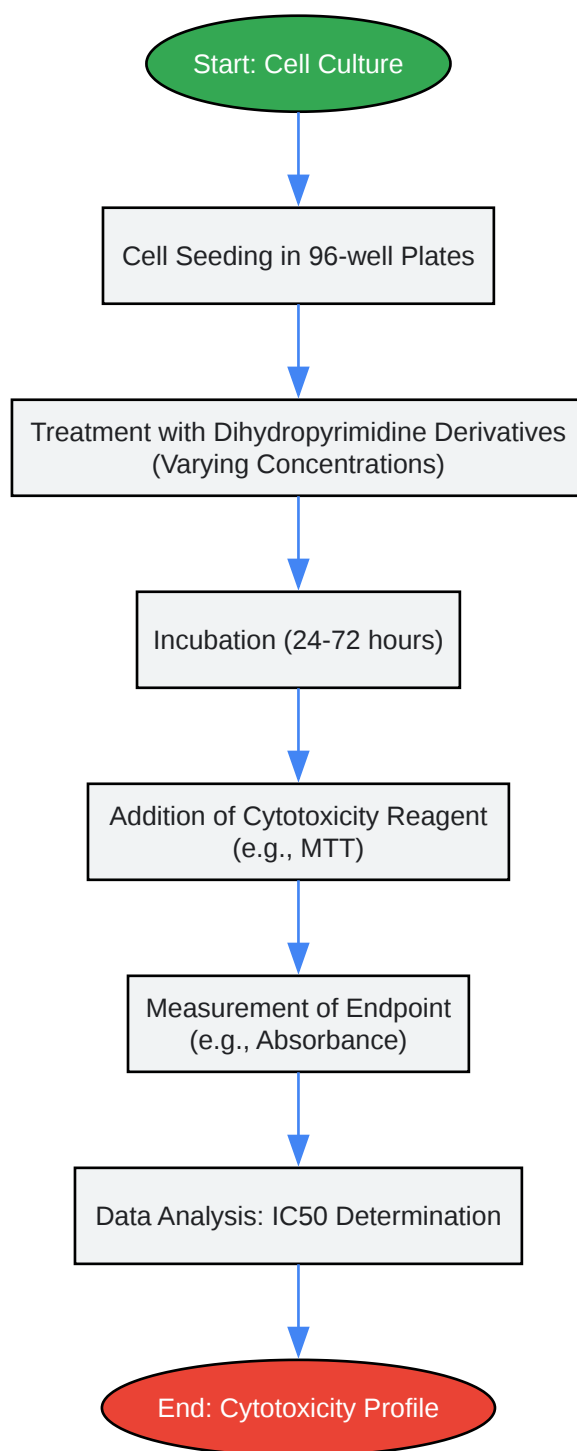 Start: Cell Culture
Cell Seeding in 96-well Plates
Treatment with Dihydropyrimidine Derivatives
(Varying Concentrations)
Incubation (24-72 hours)
Addition of Cytotoxicity Reagent
(e.g., MTT)
Measurement of Endpoint
(e.g., Absorbance)
Data Analysis: IC50 Determination
End: Cytotoxicity Profile